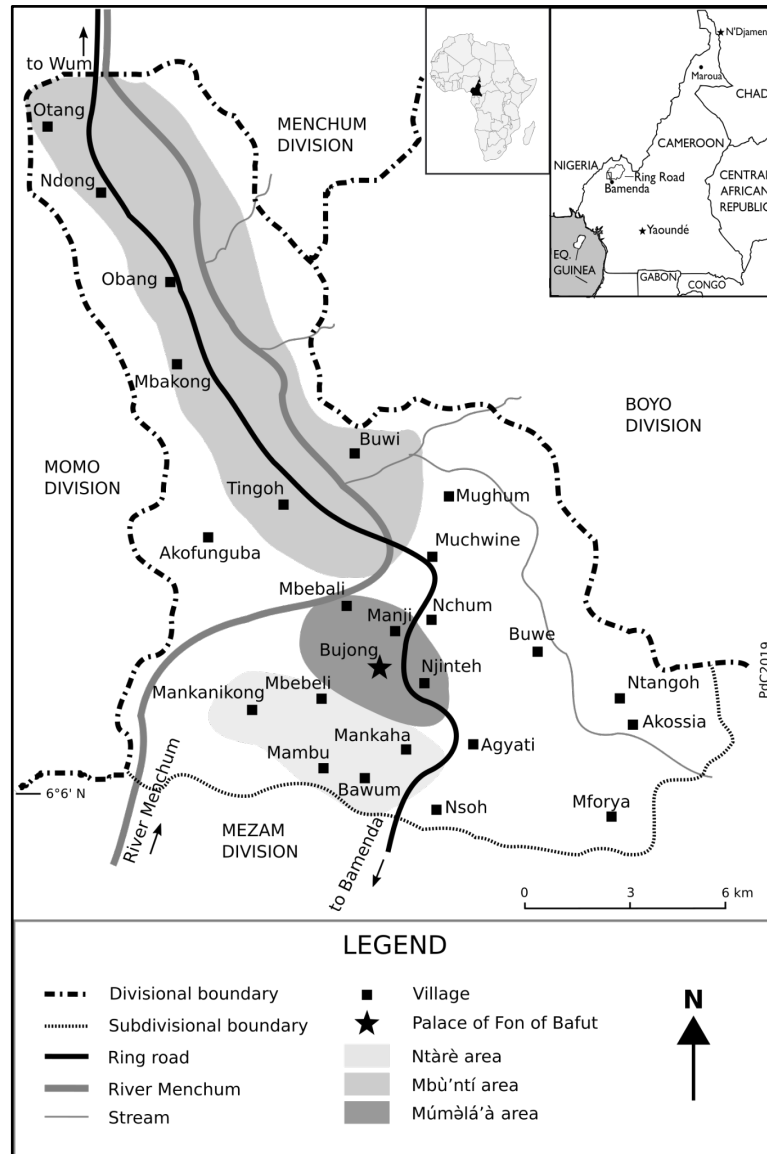 to Wum
Otang
MENCHUM
DIVISION
Ndong
Obang
Mbakong
N'Djamen
Maroua
CHAD
CAMEROON
NIGERIA
Ring Road
Bamenda
CENTRAL
AFRICAN
REPUBLIC
Yaoundé
EQ.
GUINEA
GABON
CONGO
BOYO
DIVISION
MOMO
DIVISION
Buwi
Tingoh
Mughum
Akofunguba
Muchwine
Mbebali
Manji
Nchum
Bujong
Buwe
Njinteh
Mankanikong
Mbebeli
Ntangoh
Akossia
PdC2019
Mankaha
Agyati
Mambu
Bawum
6°6' N
River Menchum
MEZAM
DIVISION
Nsoh
Mforya
to Bamenda
0 3 6 km
LEGEND
Divisional boundary
Subdivisional boundary
Ring road
River Menchum
Stream
Village
Palace of Fon of Bafut
Ntàrè area
Mbù'ntí area
Múmə̀lá'à area
N